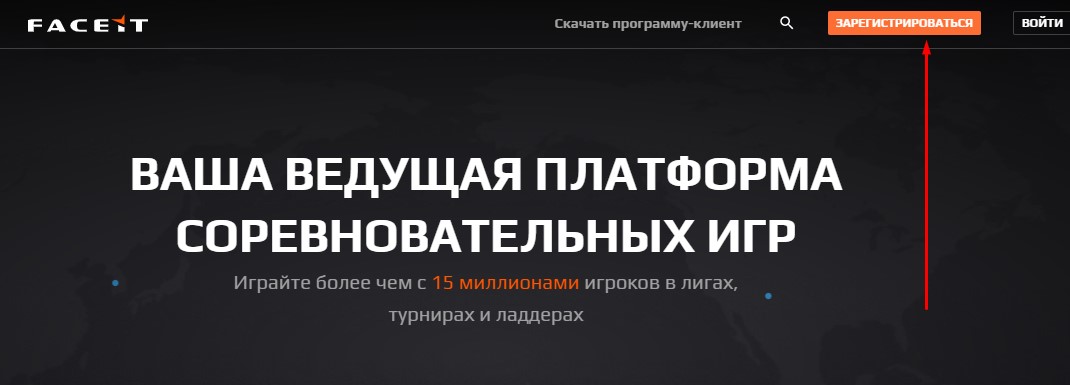 FACEIT
Скачать программу-клиент
ЗАРЕГИСТРИРОВАТЬСЯ
ВОЙТИ
ВАША ВЕДУЩАЯ ПЛАТФОРМА
СОРЕВНОВАТЕЛЬНЫХ ИГР
Играйте более чем с 15 миллионами игроков в лигах,
турнирах и ладдерах